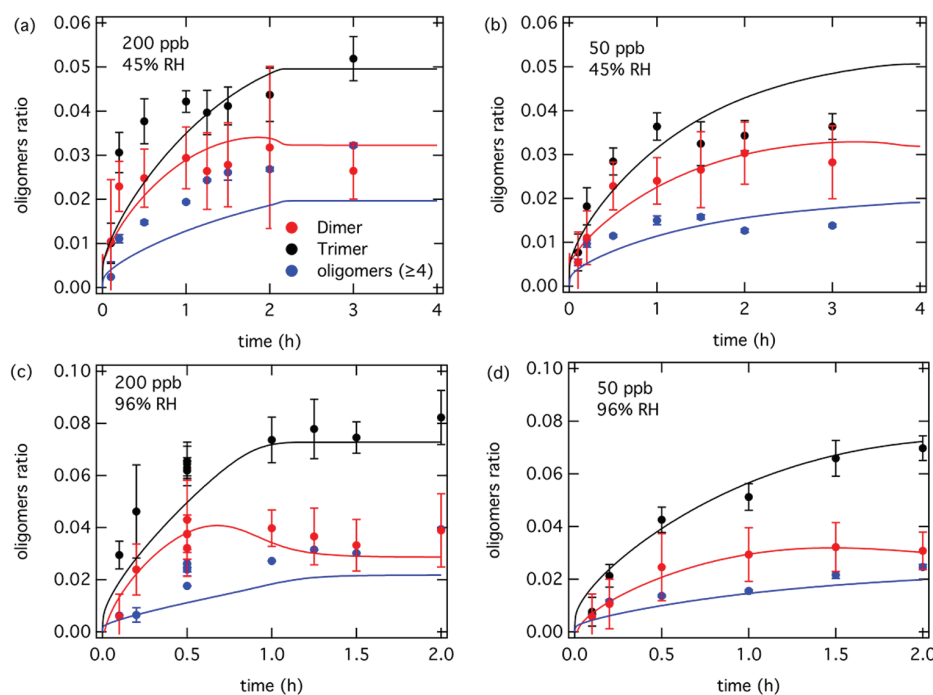 (a)
200 ppb
45% RH
oligomers ratio
0.06
0.05
0.04
0.03
0.02
0.01
0.00
Dimer
Trimer
oligomers (≥4)
0 1 2 3 4
time (h)
(b)
50 ppb
45% RH
oligomers ratio
0.06
0.05
0.04
0.03
0.02
0.01
0.00
0 1 2 3 4
time (h)
(c)
200 ppb
96% RH
oligomers ratio
0.10
0.08
0.06
0.04
0.02
0.00
0.0 0.5 1.0 1.5 2.0
time (h)
(d)
50 ppb
96% RH
oligomers ratio
0.10
0.08
0.06
0.04
0.02
0.00
0.0 0.5 1.0 1.5 2.0
time (h)